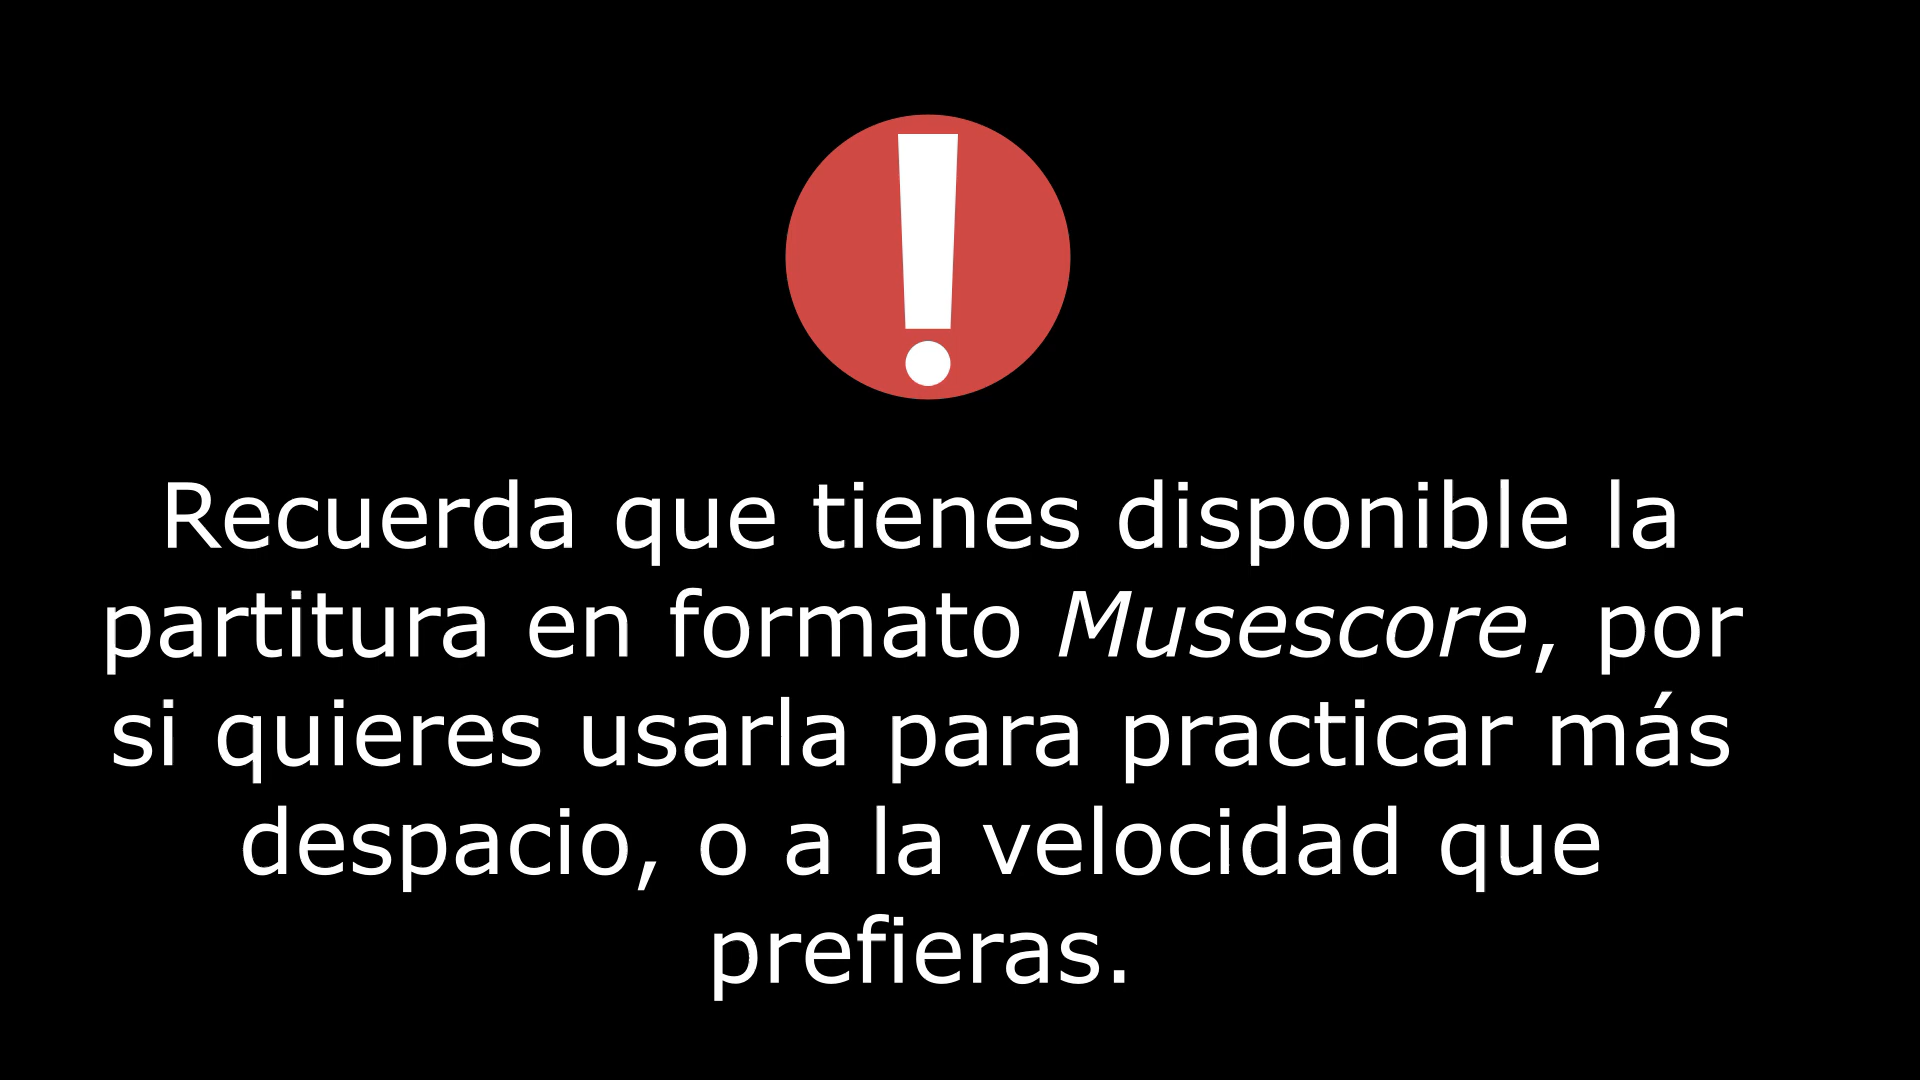 Recuerda que tienes disponible la
partitura en formato Musescore, por
si quieres usarla para practicar más
despacio, o a la velocidad que
prefieras.